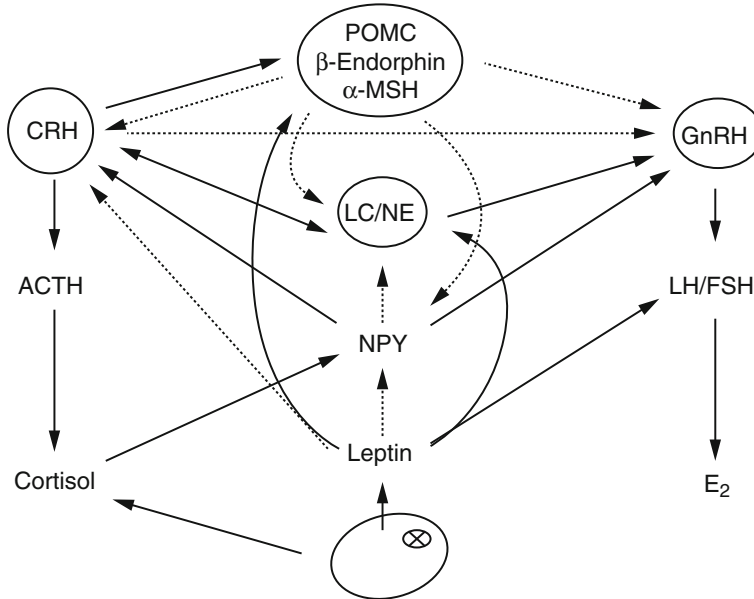 POMC
β-Endorphin
α-MSH
CRH
GnRH
LC/NE
ACTH
LH/FSH
NPY
Leptin
Cortisol
E₂